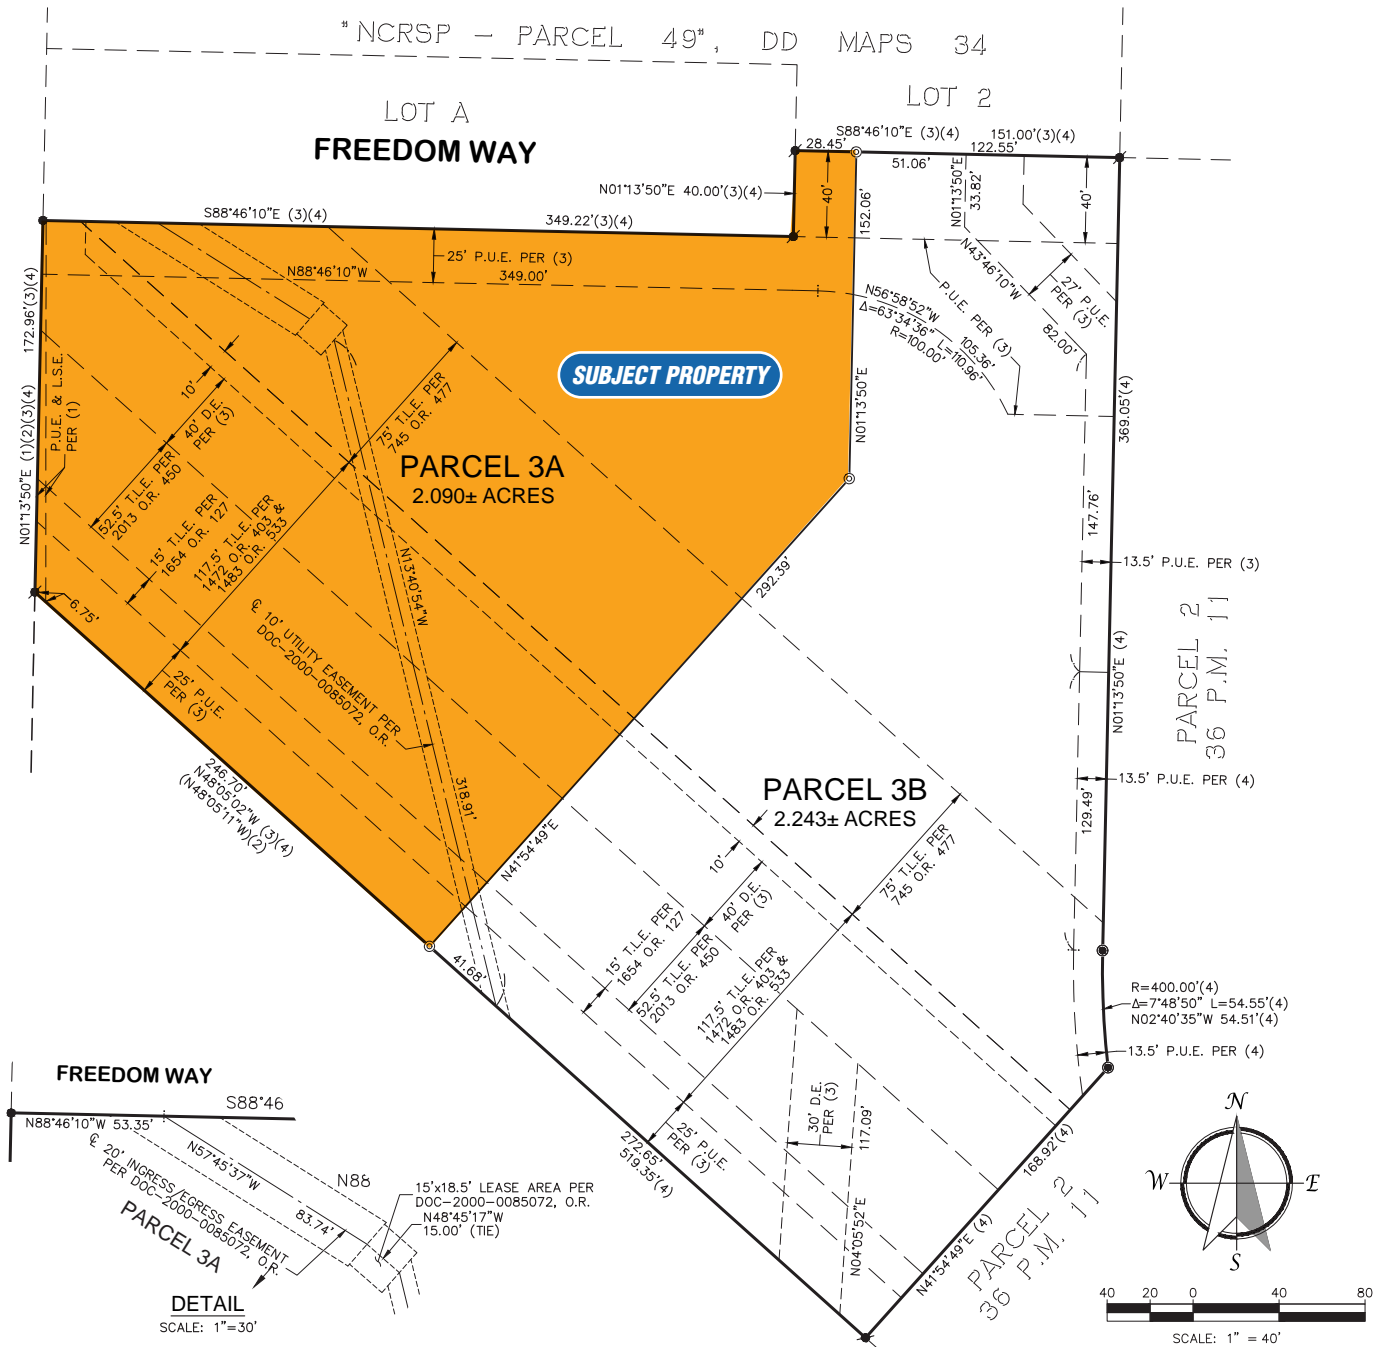 "NCRSP - PARCEL 49", DD MAPS 34
LOT A
FREEDOM WAY
LOT 2
S88°46'10"E (3)(4)
151.00'(3)(4)
28.45'
51.06'
122.55'
N01°13'50"E 40.00'(3)(4)
40'
152.06'
N01°13'50"E
33.82'
40'
S88°46'10"E (3)(4)
349.22'(3)(4)
25' P.U.E. PER (3)
N88°46'10"W
349.00'
N43°46'10"W
82.00'
27' P.U.E.
PER (3)
P.U.E. PER (3)
N56°58'52"W
105.36'
Δ=63°34'36" L=110.96'
R=100.00'
172.96'(3)(4)
N01°13'50"E (1)(2)(3)(4)
P.U.E. & L.S.E.
PER (1)
SUBJECT PROPERTY
N01°13'50"E
369.05'(4)
10'
40' D.E.
PER (3)
75' T.L.E. PER
745 O.R. 477
52.5' T.L.E. PER
2013 O.R. 450
PARCEL 3A
2.090± ACRES
15' T.L.E. PER
1654 O.R. 127
117.5' T.L.E. PER
1472 O.R. 403 &
1483 O.R. 533
147.76'
13.5' P.U.E. PER (3)
N13°40'54"W
292.39'
6.75'
℄ 10' UTILITY EASEMENT PER
DOC-2000-0085072, O.R.
25' P.U.E.
PER (3)
N01°13'50"E (4)
PARCEL 2
36 P.M. 11
246.70'
N48°05'02"W (3)(4)
(N48°05'11"W)(2)
318.91'
13.5' P.U.E. PER (4)
129.49'
PARCEL 3B
2.243± ACRES
N41°54'49"E
10'
40' D.E.
PER (3)
75' T.L.E. PER
745 O.R. 477
15' T.L.E. PER
1654 O.R. 127
52.5' T.L.E. PER
2013 O.R. 450
117.5' T.L.E. PER
1472 O.R. 403 &
1483 O.R. 533
41.68'
R=400.00'(4)
Δ=7°48'50" L=54.55'(4)
N02°40'35"W 54.51'(4)
13.5' P.U.E. PER (4)
30' D.E.
PER (3)
117.09'
N04°05'52"E
25' P.U.E.
PER (3)
272.65'
519.35'(4)
168.92'(4)
N41°54'49"E (4)
PARCEL 2
36 P.M. 11
FREEDOM WAY
S88°46
N88°46'10"W 53.35'
N57°45'37"W
83.74'
N88
℄ 20' INGRESS/EGRESS EASEMENT
PER DOC-2000-0085072, O.R.
PARCEL 3A
15'x18.5' LEASE AREA PER
DOC-2000-0085072, O.R.
N48°45'17"W
15.00' (TIE)
DETAIL
SCALE: 1"=30'
N
W
E
S
40 20 0 40 80
SCALE: 1" = 40'